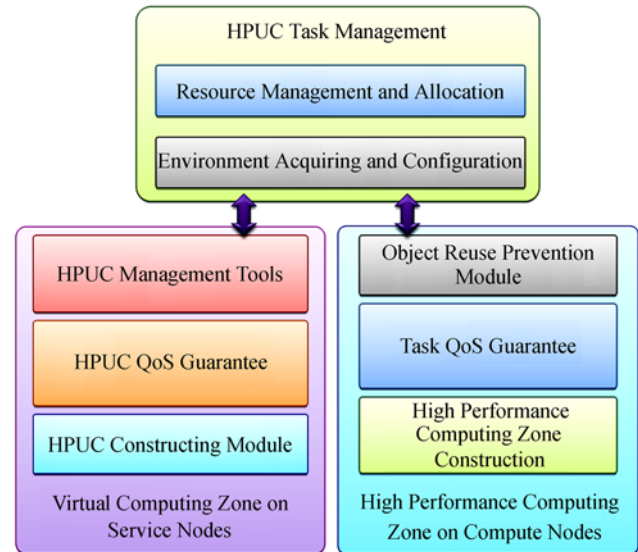 HPUC Task Management
Resource Management and Allocation
Environment Acquiring and Configuration
HPUC Management Tools
HPUC QoS Guarantee
HPUC Constructing Module
Virtual Computing Zone on
Service Nodes
Object Reuse Prevention
Module
Task QoS Guarantee
High Performance
Computing Zone
Construction
High Performance Computing
Zone on Compute Nodes